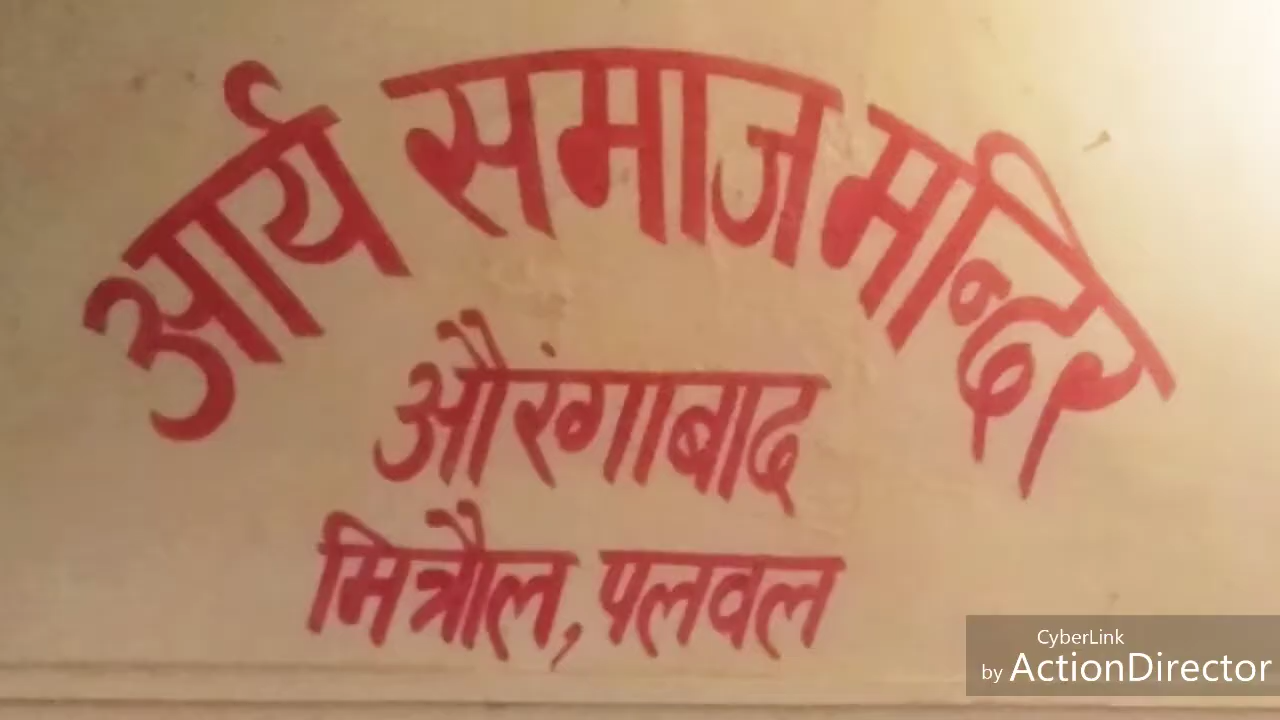 आर्य समाज मन्दिर
औरंगाबाद
मित्रौल, पलवल
CyberLink
by ActionDirector